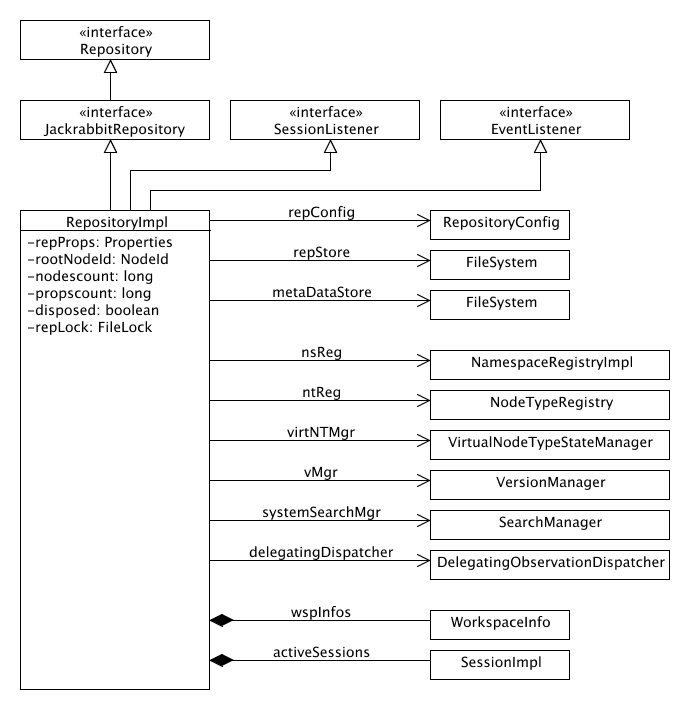 «interface»
Repository
«interface»
JackrabbitRepository
«interface»
SessionListener
«interface»
EventListener
RepositoryImpl
-repProps: Properties
-rootNodeId: NodeId
-nodescount: long
-propscount: long
-disposed: boolean
-repLock: FileLock
repConfig
RepositoryConfig
repStore
FileSystem
metaDataStore
FileSystem
nsReg
NamespaceRegistryImpl
ntReg
NodeTypeRegistry
virtNTMgr
VirtualNodeTypeStateManager
vMgr
VersionManager
systemSearchMgr
SearchManager
delegatingDispatcher
DelegatingObservationDispatcher
wspInfos
WorkspaceInfo
activeSessions
SessionImpl